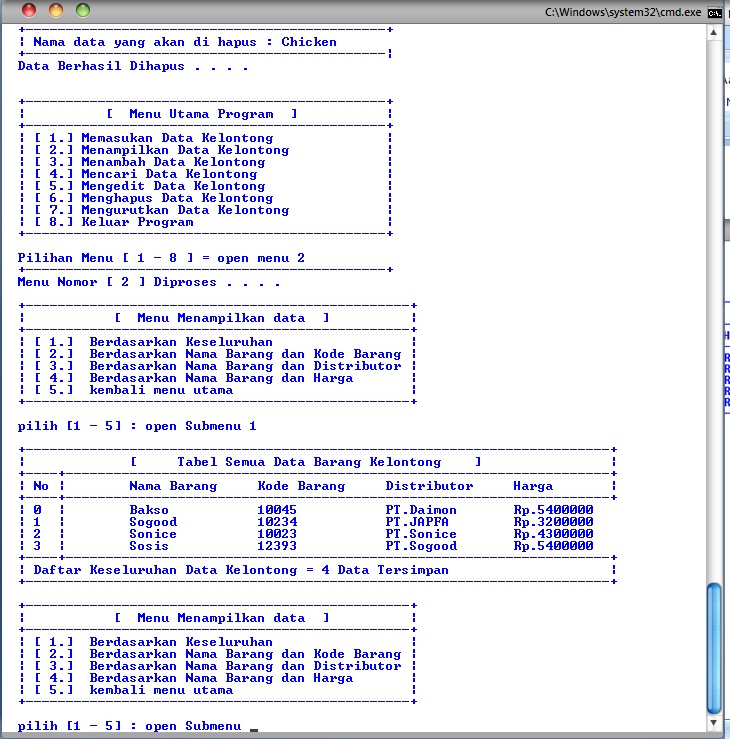 C:\Windows\system32\cmd.exe
Nama data yang akan di hapus : Chicken
Data Berhasil Dihapus . . . .
[ Menu Utama Program ]
[ 1.] Memasukan Data Kelontong
[ 2.] Menampilkan Data Kelontong
[ 3.] Menambah Data Kelontong
[ 4.] Mencari Data Kelontong
[ 5.] Mengedit Data Kelontong
[ 6.] Menghapus Data Kelontong
[ 7.] Mengurutkan Data Kelontong
[ 8.] Keluar Program
Pilihan Menu [ 1 - 8 ] = open menu 2
Menu Nomor [ 2 ] Diproses . . . .
[ Menu Menampilkan data ]
[ 1.] Berdasarkan Keseluruhan
[ 2.] Berdasarkan Nama Barang dan Kode Barang
[ 3.] Berdasarkan Nama Barang dan Distributor
[ 4.] Berdasarkan Nama Barang dan Harga
[ 5.] kembali menu utama
pilih [1 - 5] : open Submenu 1
[ Tabel Semua Data Barang Kelontong ]
No | Nama Barang Kode Barang Distributor Harga
0 | Bakso 10045 PT.Daimon Rp.5400000
1 | Sogood 10234 PT.JAPFA Rp.3200000
2 | Sonice 10023 PT.Sonice Rp.4300000
3 | Sosis 12393 PT.Sogood Rp.5400000
Daftar Keseluruhan Data Kelontong = 4 Data Tersimpan
[ Menu Menampilkan data ]
[ 1.] Berdasarkan Keseluruhan
[ 2.] Berdasarkan Nama Barang dan Kode Barang
[ 3.] Berdasarkan Nama Barang dan Distributor
[ 4.] Berdasarkan Nama Barang dan Harga
[ 5.] kembali menu utama
pilih [1 - 5] : open Submenu _